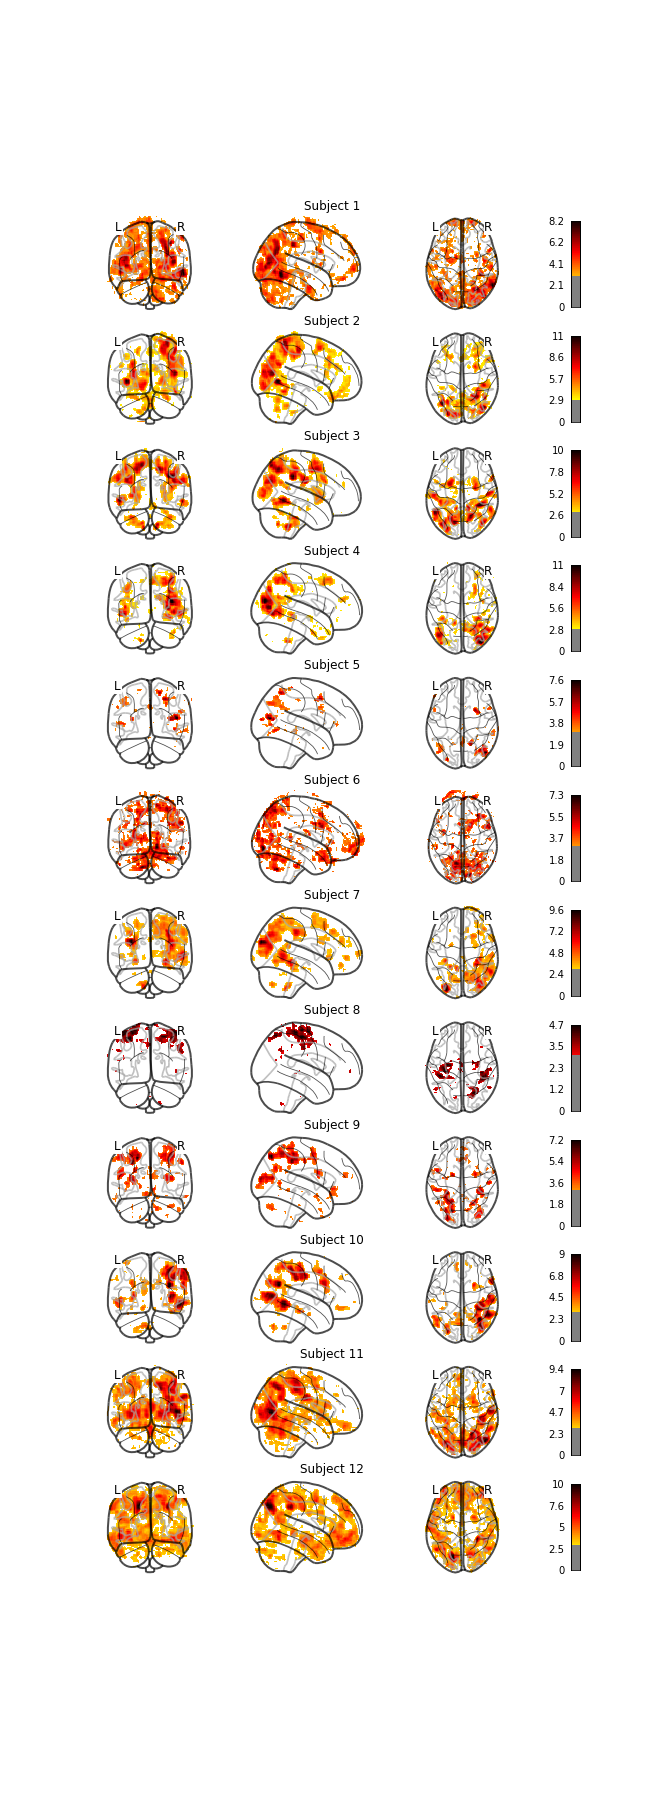 Subject 1
L R L R
8.2
6.2
4.1
2.1
0
Subject 2
L R L R
11
8.6
5.7
2.9
0
Subject 3
L R L R
10
7.8
5.2
2.6
0
Subject 4
L R L R
11
8.4
5.6
2.8
0
Subject 5
L R L R
7.6
5.7
3.8
1.9
0
Subject 6
L R L R
7.3
5.5
3.7
1.8
0
Subject 7
L R L R
9.6
7.2
4.8
2.4
0
Subject 8
L R L R
4.7
3.5
2.3
1.2
0
Subject 9
L R L R
7.2
5.4
3.6
1.8
0
Subject 10
L R L R
9
6.8
4.5
2.3
0
Subject 11
L R L R
9.4
7
4.7
2.3
0
Subject 12
L R L R
10
7.6
5
2.5
0